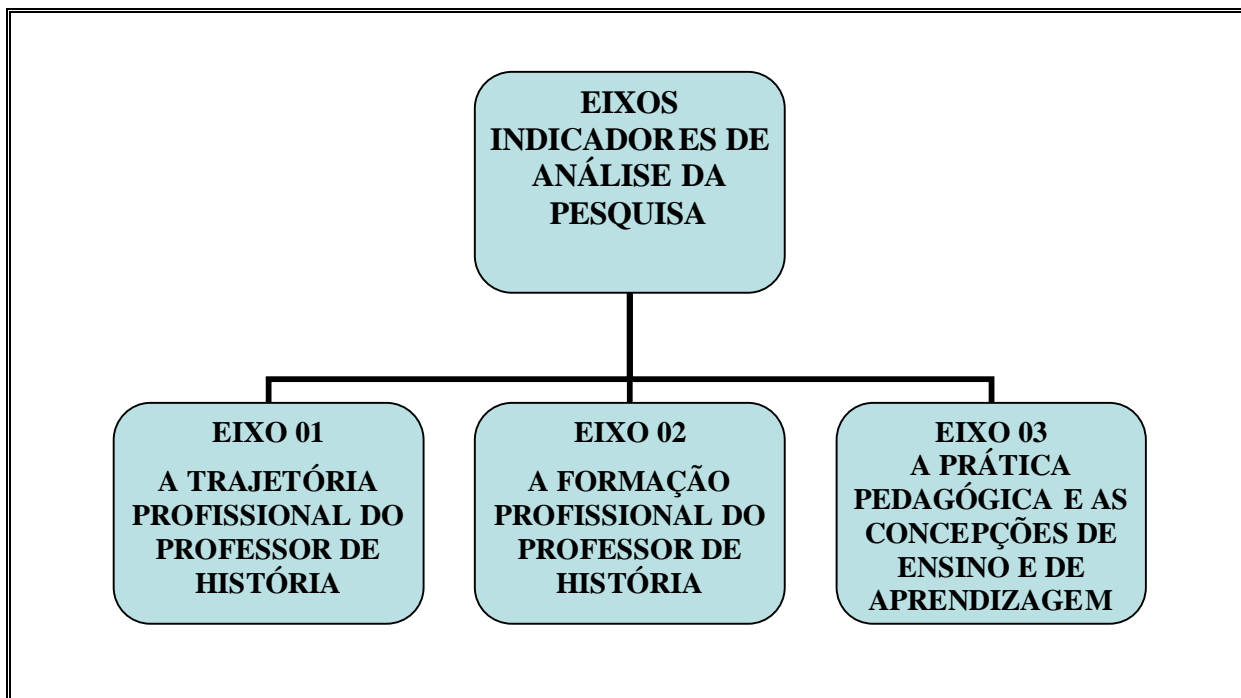 EIXOS
INDICADORES DE
ANÁLISE DA
PESQUISA
EIXO 01
A TRAJETÓRIA
PROFISSIONAL DO
PROFESSOR DE
HISTÓRIA
EIXO 02
A FORMAÇÃO
PROFISSIONAL DO
PROFESSOR DE
HISTÓRIA
EIXO 03
A PRÁTICA
PEDAGÓGICA E AS
CONCEPÇÕES DE
ENSINO E DE
APRENDIZAGEM